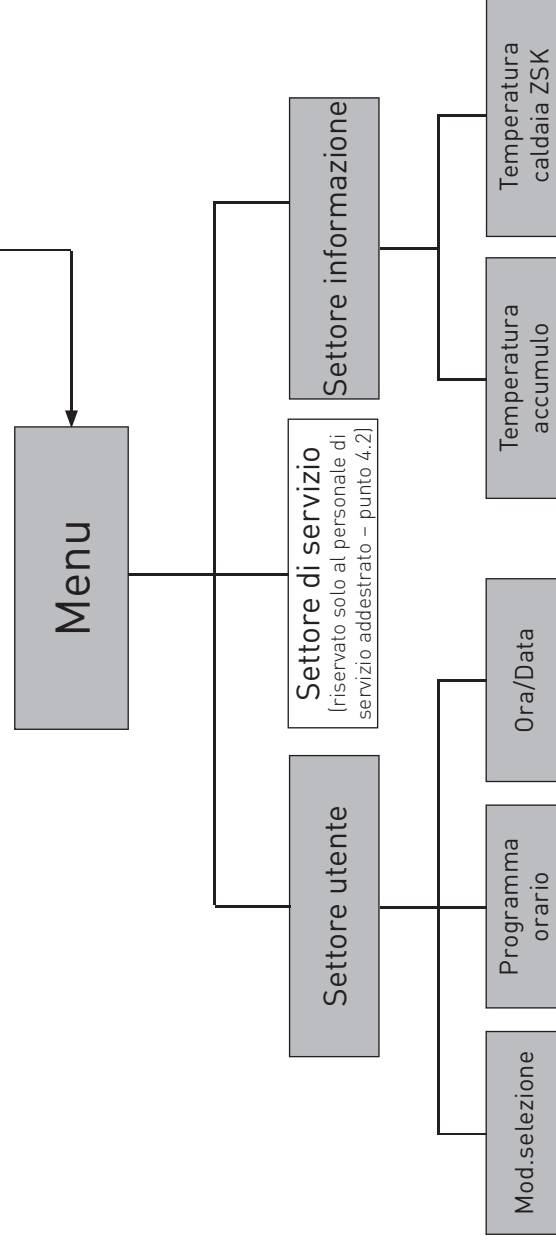 Menu
Settore utente
Settore di servizio
(riservato solo al personale di
servizio addestrato – punto 4.2)
Settore informazione
Mod.selezione
Programma
orario
Ora/Data
Temperatura
accumulo
Temperatura
caldaia ZSK